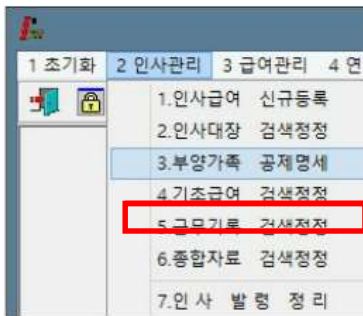 1 초기화 2 인사관리 3 급여관리 4 연
1.인사급여 신규등록
2.인사대장 검색정정
3.부양가족 공제명세
4.기초급여 검색정정
5.근무기록 검색정정
6.종합자료 검색정정
7.인 사 발 령 정 리